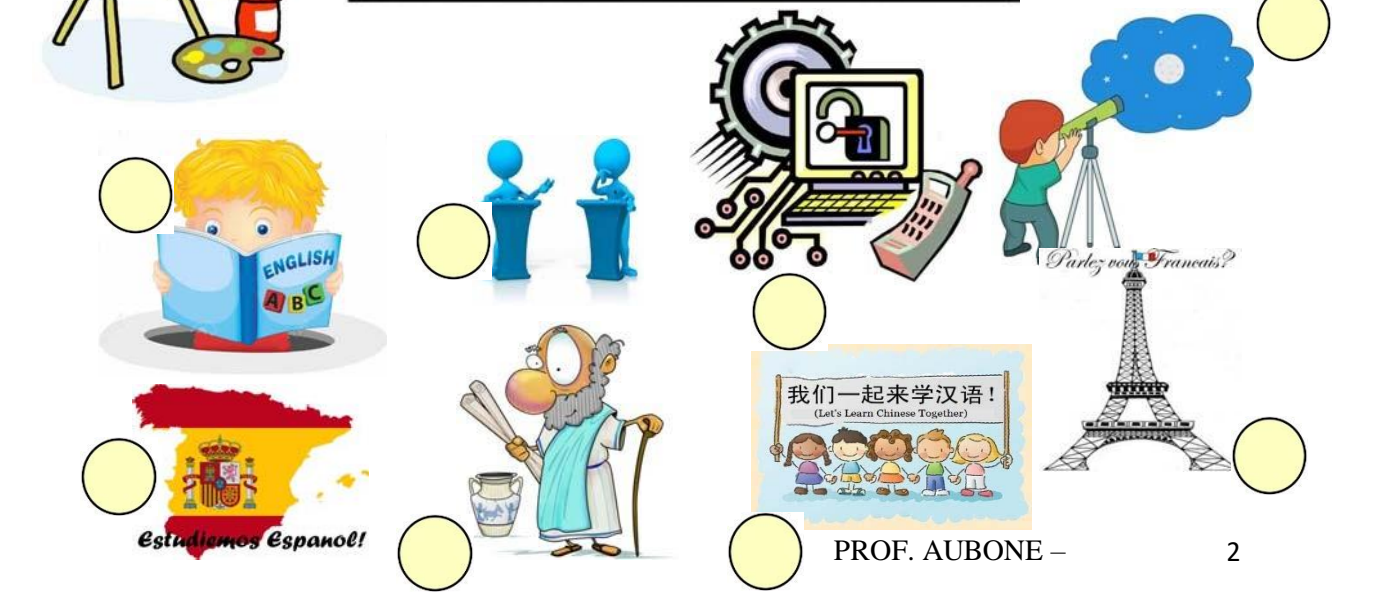 ENGLISH
ABC
Parlez vous Francais?
我们一起来学汉语!
(Let's Learn Chinese Together)
Estudiemos Espanol!
PROF. AUBONE –
2